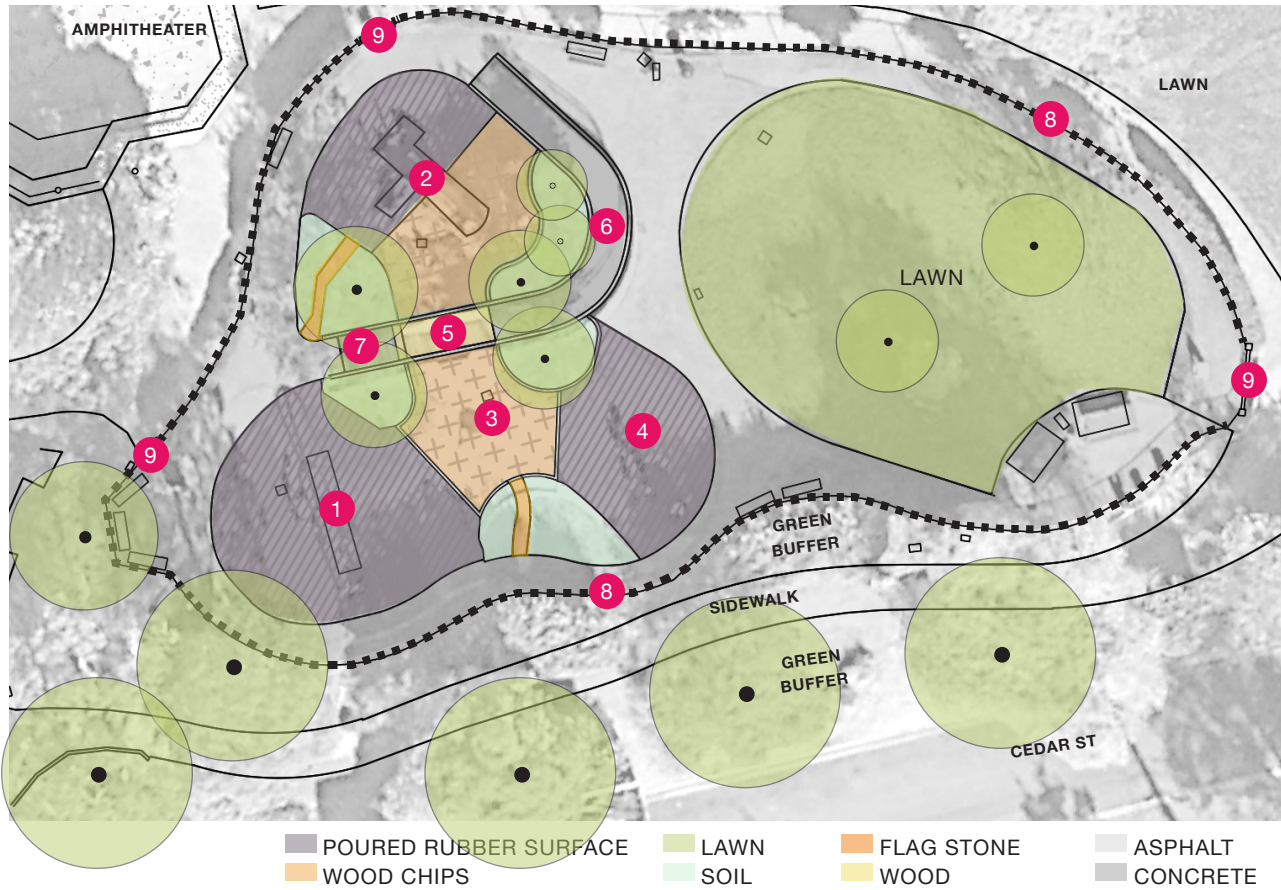 AMPHITHEATER
9
8
LAWN
2
6
LAWN
5
7
9
3
4
9
1
GREEN
BUFFER
8
SIDEWALK
GREEN
BUFFER
CEDAR ST
POURED RUBBER SURFACE
LAWN
FLAG STONE
ASPHALT
WOOD CHIPS
SOIL
WOOD
CONCRETE